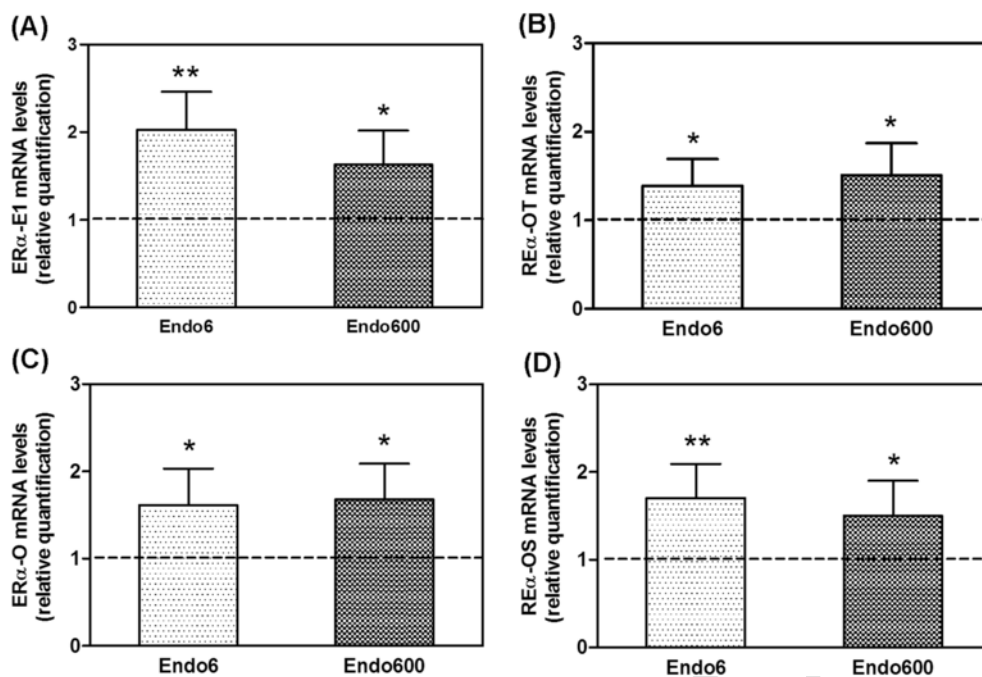 (A)
ERα-E1 mRNA levels
(relative quantification)
3
2
1
0
**
*
Endo6
Endo600
(B)
REα-OT mRNA levels
(relative quantification)
3
2
1
0
*
*
Endo6
Endo600
(C)
ERα-O mRNA levels
(relative quantification)
3
2
1
0
*
*
Endo6
Endo600
(D)
REα-OS mRNA levels
(relative quantification)
3
2
1
0
**
*
Endo6
Endo600